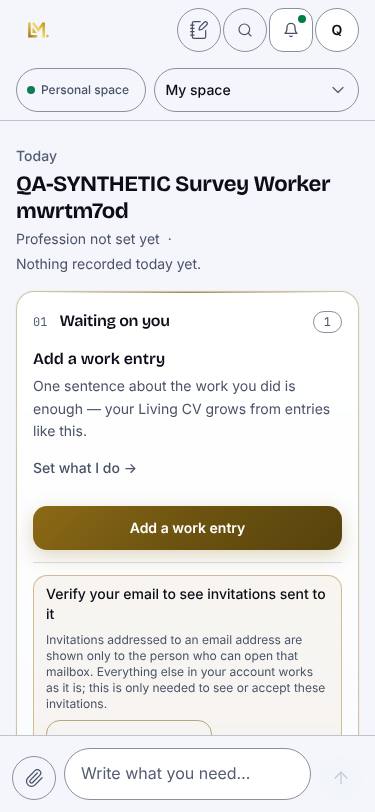 LM.
Q
Personal space
My space
Today
QA-SYNTHETIC Survey Worker
mwrtm7od
Profession not set yet ·
Nothing recorded today yet.
01 Waiting on you 1
Add a work entry
One sentence about the work you did is
enough — your Living CV grows from entries
like this.
Set what I do →
Add a work entry
Verify your email to see invitations sent to
it
Invitations addressed to an email address are
shown only to the person who can open that
mailbox. Everything else in your account works
as it is; this is only needed to see or accept these
invitations.
Write what you need...